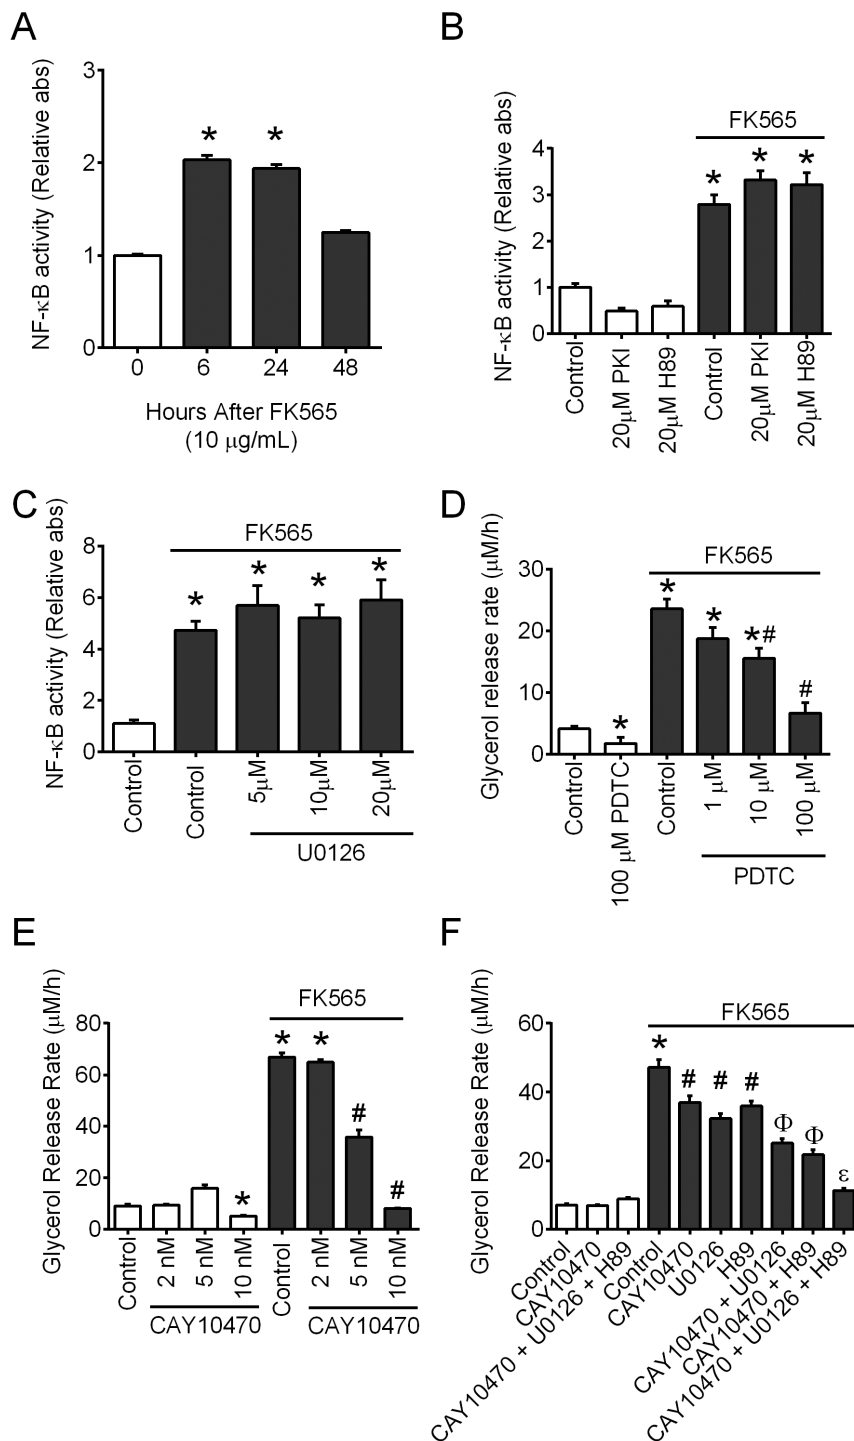 A
NF-κB activity (Relative abs)
3
2
1
0
*
*
0 6 24 48
Hours After FK565
(10 μg/mL)
B
NF-κB activity (Relative abs)
4
3
2
1
0
FK565
* * *
Control
20μM PKI
20μM H89
Control
20μM PKI
20μM H89
C
NF-κB activity (Relative abs)
8
6
4
2
0
FK565
* * * *
Control
Control
5μM
10μM
20μM
U0126
D
Glycerol release rate (μM/h)
30
20
10
0
FK565
*
*
*
*#
#
Control
100 μM PDTC
Control
1 μM
10 μM
100 μM
PDTC
E
Glycerol Release Rate (μM/h)
80
60
40
20
0
FK565
*
* *
#
#
Control
2 nM
5 nM
10 nM
Control
2 nM
5 nM
10 nM
CAY10470
CAY10470
F
Glycerol Release Rate (μM/h)
60
40
20
0
FK565
*
# # #
Φ Φ
ε
Control
CAY10470
CAY10470 + U0126 + H89
Control
CAY10470
U0126
H89
CAY10470 + U0126
CAY10470 + H89
CAY10470 + U0126 + H89